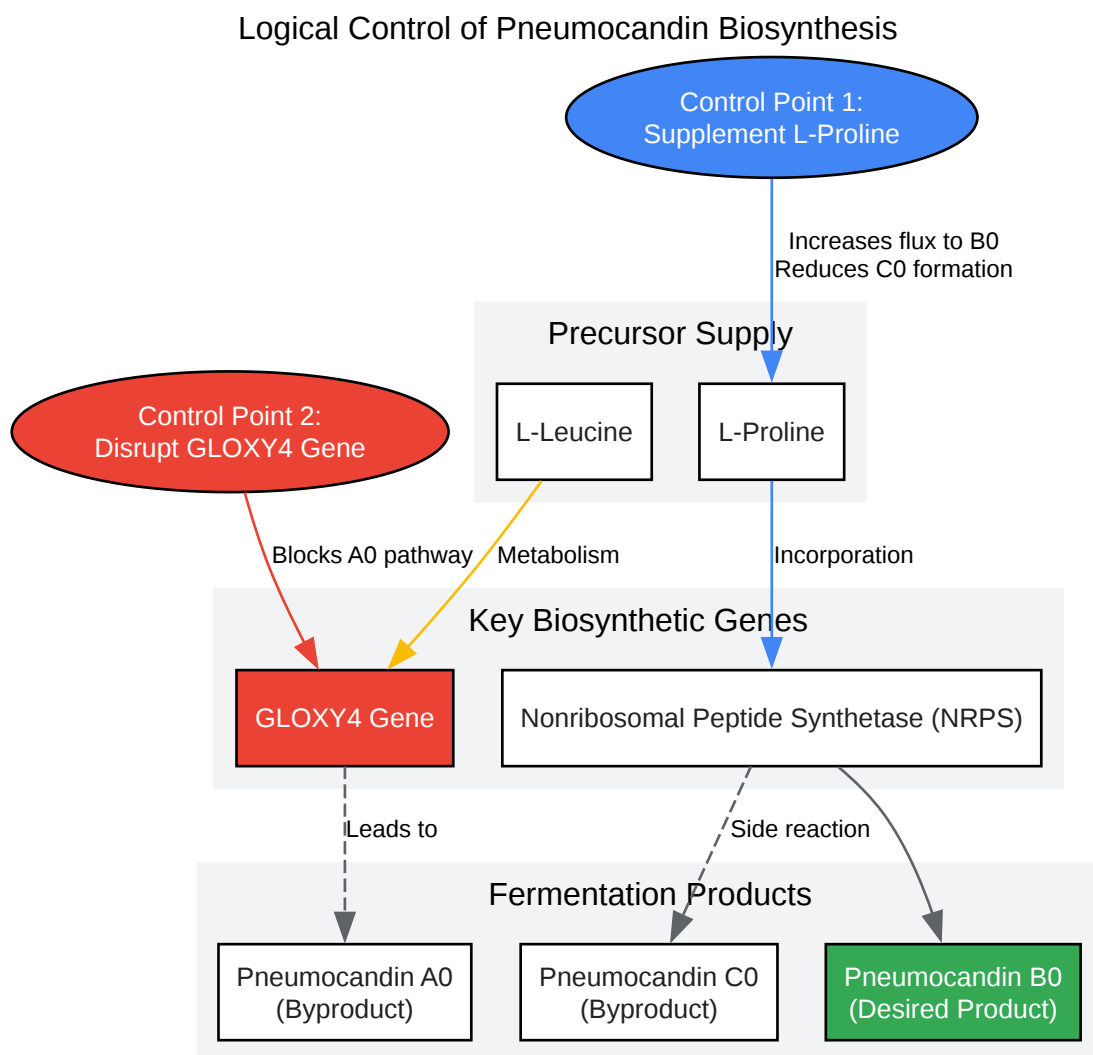 Logical Control of Pneumocandin Biosynthesis
Control Point 1:
Supplement L-Proline
Increases flux to B0
Reduces C0 formation
Precursor Supply
Control Point 2:
Disrupt GLOXY4 Gene
L-Leucine
L-Proline
Blocks A0 pathway
Metabolism
Incorporation
Key Biosynthetic Genes
GLOXY4 Gene
Nonribosomal Peptide Synthetase (NRPS)
Leads to
Side reaction
Fermentation Products
Pneumocandin A0
(Byproduct)
Pneumocandin C0
(Byproduct)
Pneumocandin B0
(Desired Product)